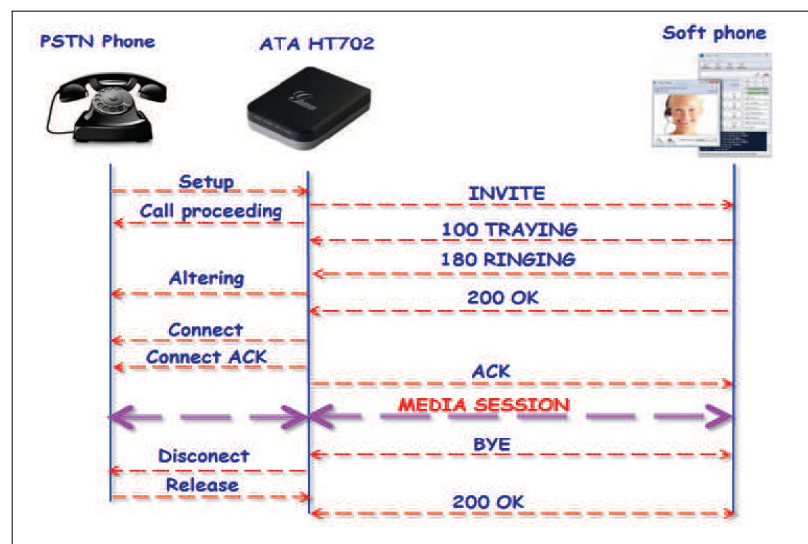 PSTN Phone
ATA HT702
Soft phone
Setup
INVITE
Call proceeding
100 TRAYING
180 RINGING
Altering
200 OK
Connect
Connect ACK
ACK
MEDIA SESSION
BYE
Disconect
Release
200 OK